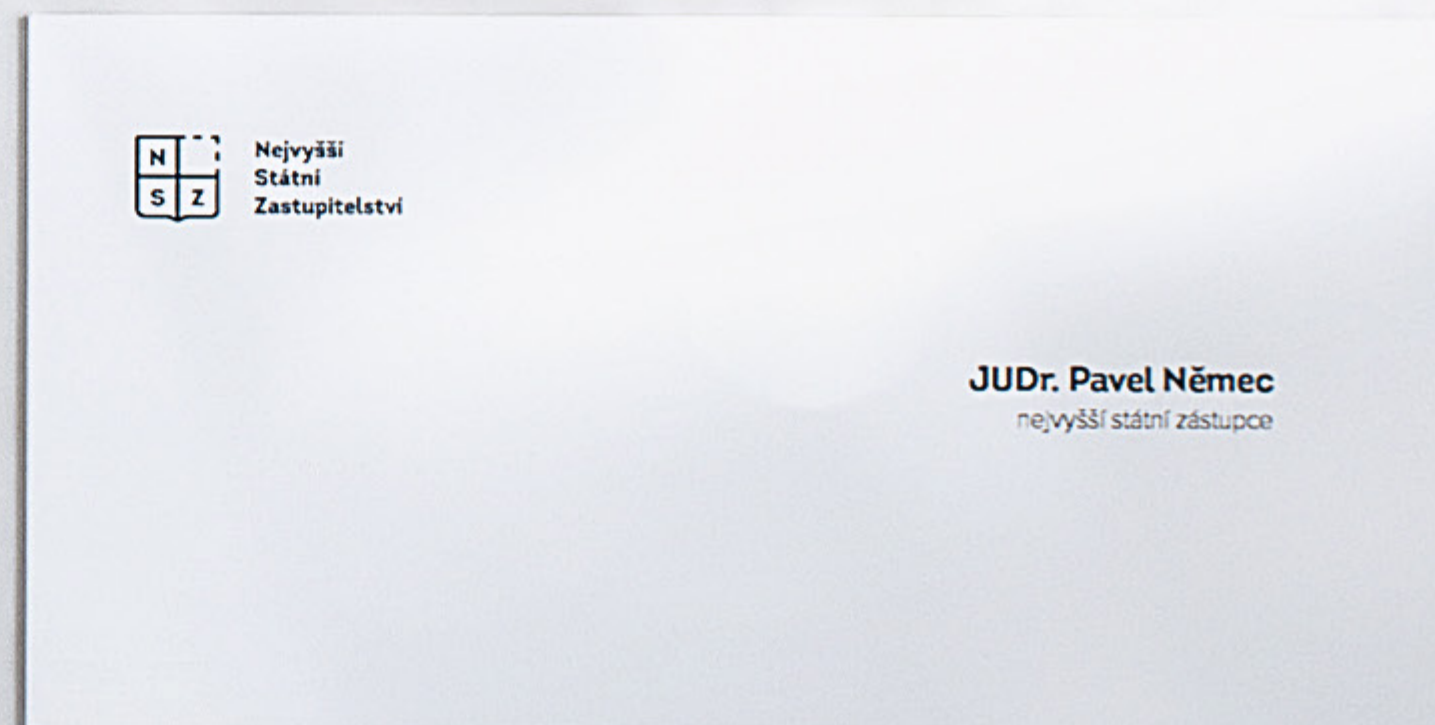 N
S Z
Nejvyšší
Státní
Zastupitelství
JUDr. Pavel Němec
nejvyšší státní zástupce